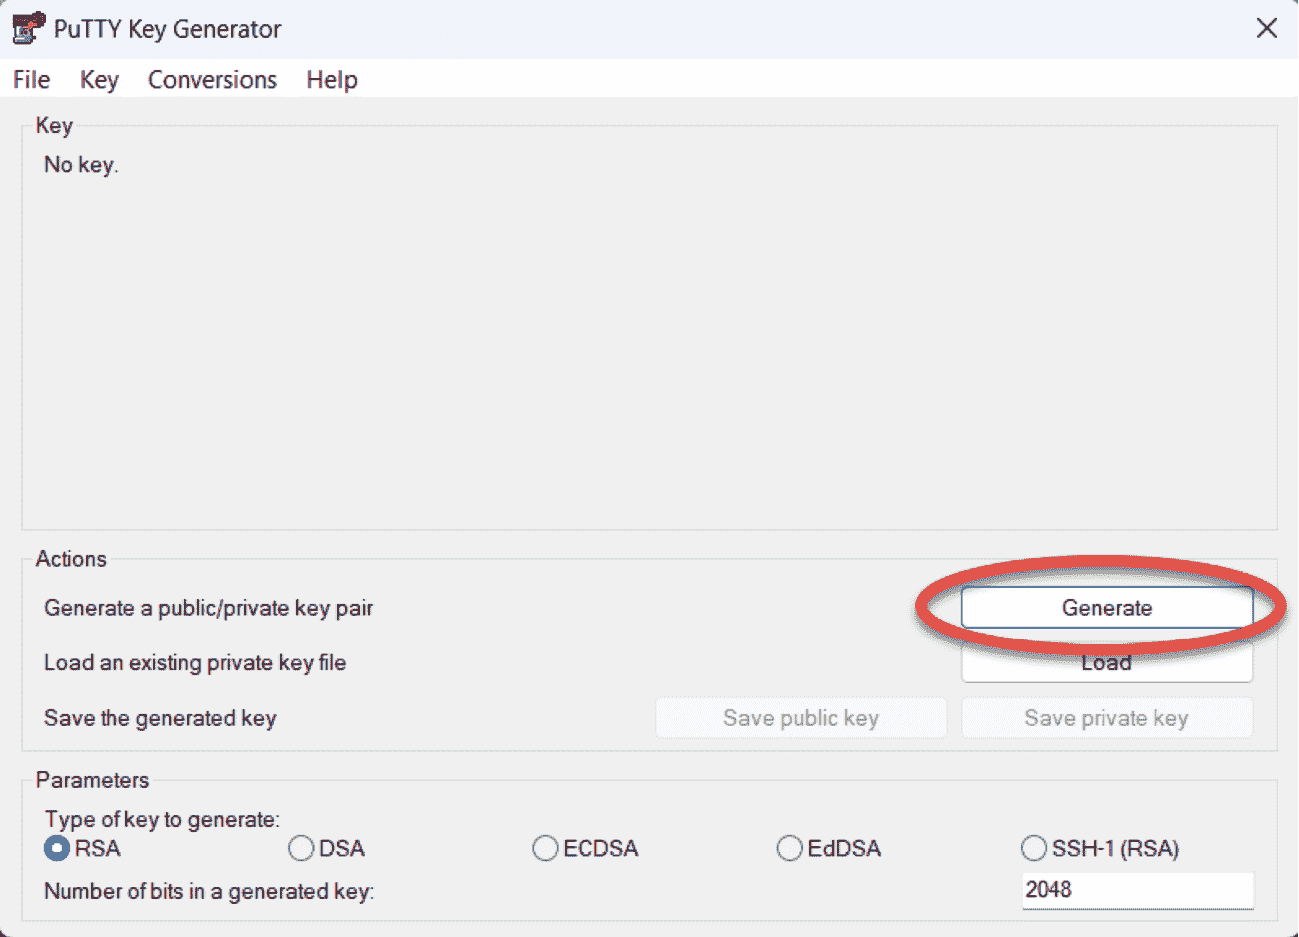 PuTTY Key Generator
File Key Conversions Help
Key
No key.
Actions
Generate a public/private key pair Generate
Load an existing private key file Load
Save the generated key Save public key Save private key
Parameters
Type of key to generate:
RSA DSA ECDSA EdDSA SSH-1 (RSA)
Number of bits in a generated key: 2048